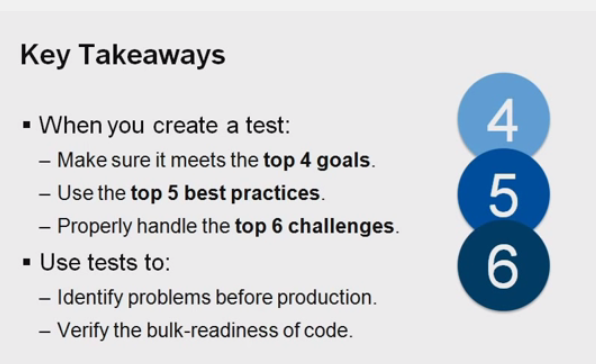 Key Takeaways
▪ When you create a test:
– Make sure it meets the top 4 goals.
– Use the top 5 best practices.
– Properly handle the top 6 challenges.
▪ Use tests to:
– Identify problems before production.
– Verify the bulk-readiness of code.
4
5
6